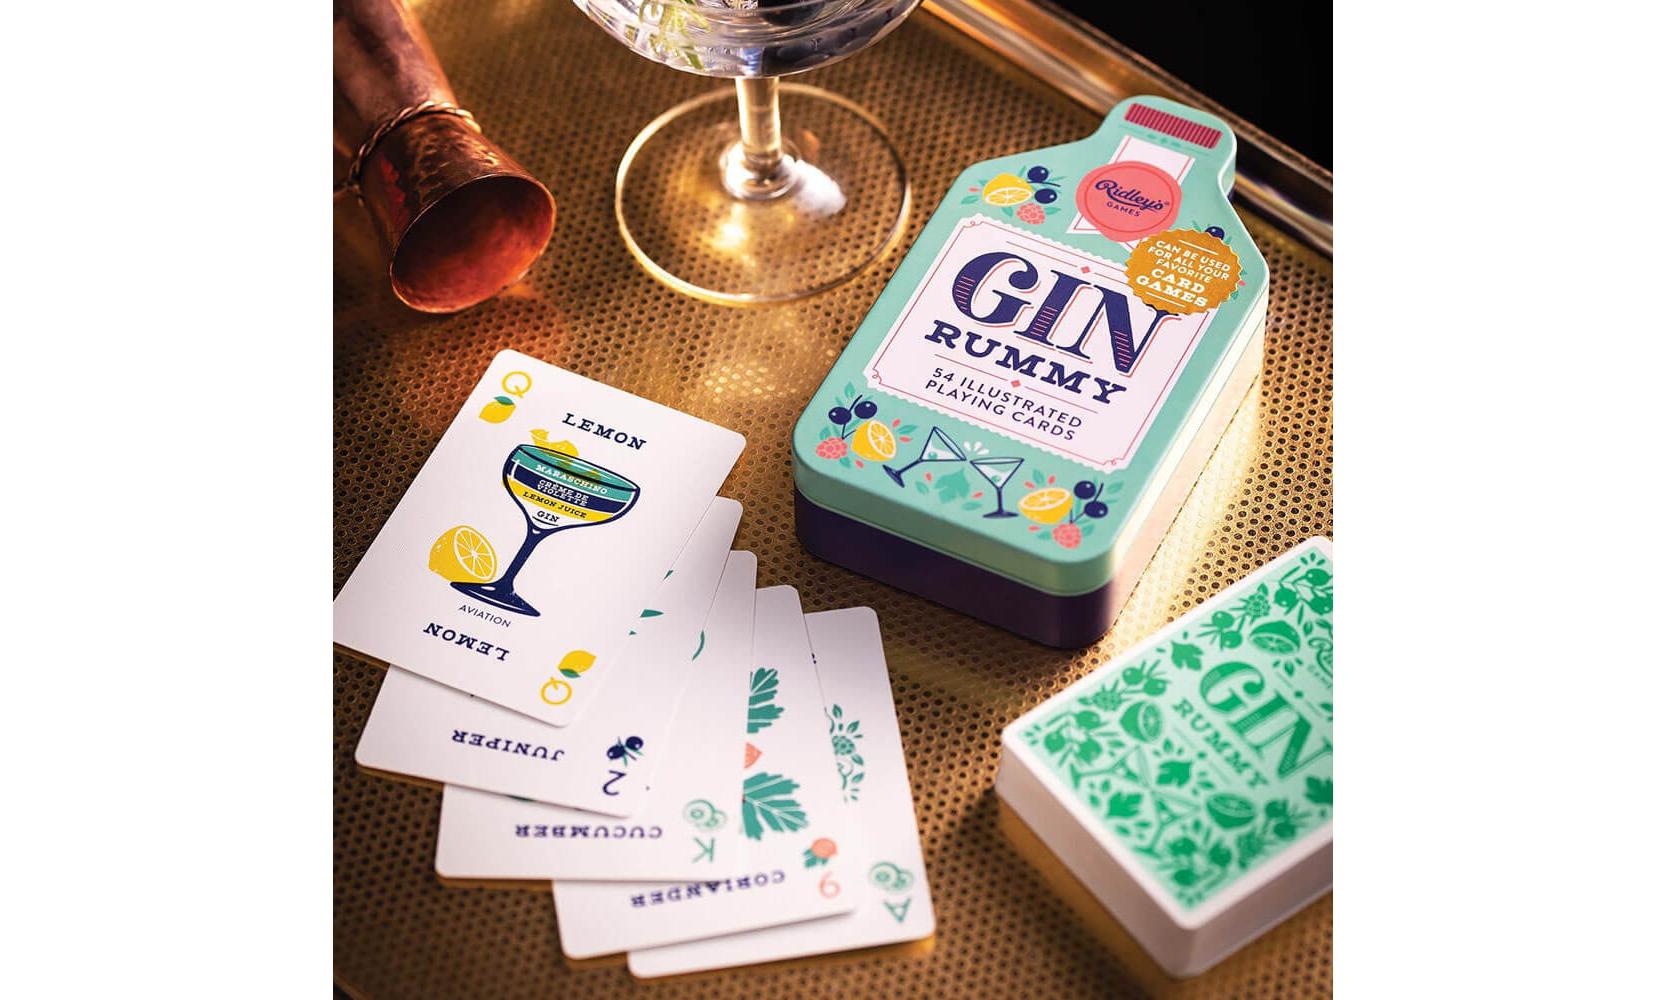 Ridley's
GAMES
CAN BE USED
FOR ALL YOUR
FAVORITE
CARD
GAMES
GIN
RUMMY
54 ILLUSTRATED
PLAYING CARDS
Q
LEMON
MARASCHINO
CRÈME DE
VIOLETTE
LEMON JUICE
GIN
AVIATION
LEMON
Q
JUNIPER
2
CUCUMBER
K
CORIANDER
9
A
GIN
RUMMY